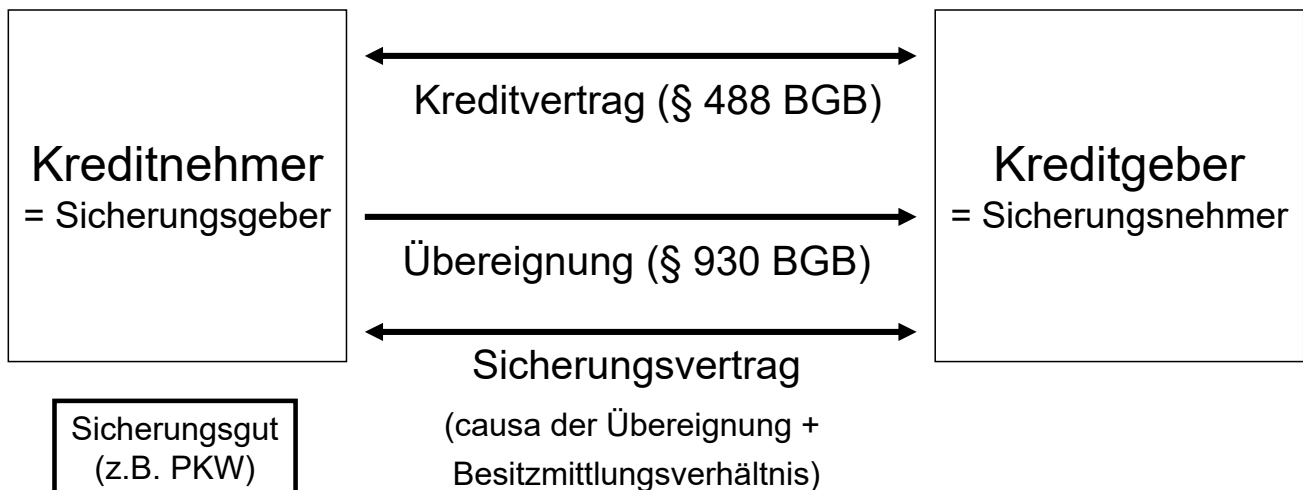 Kreditvertrag (§ 488 BGB)
Kreditnehmer
= Sicherungsgeber
Kreditgeber
= Sicherungsnehmer
Übereignung (§ 930 BGB)
Sicherungsvertrag
(causa der Übereignung +
Besitzmittlungsverhältnis)
Sicherungsgut
(z.B. PKW)